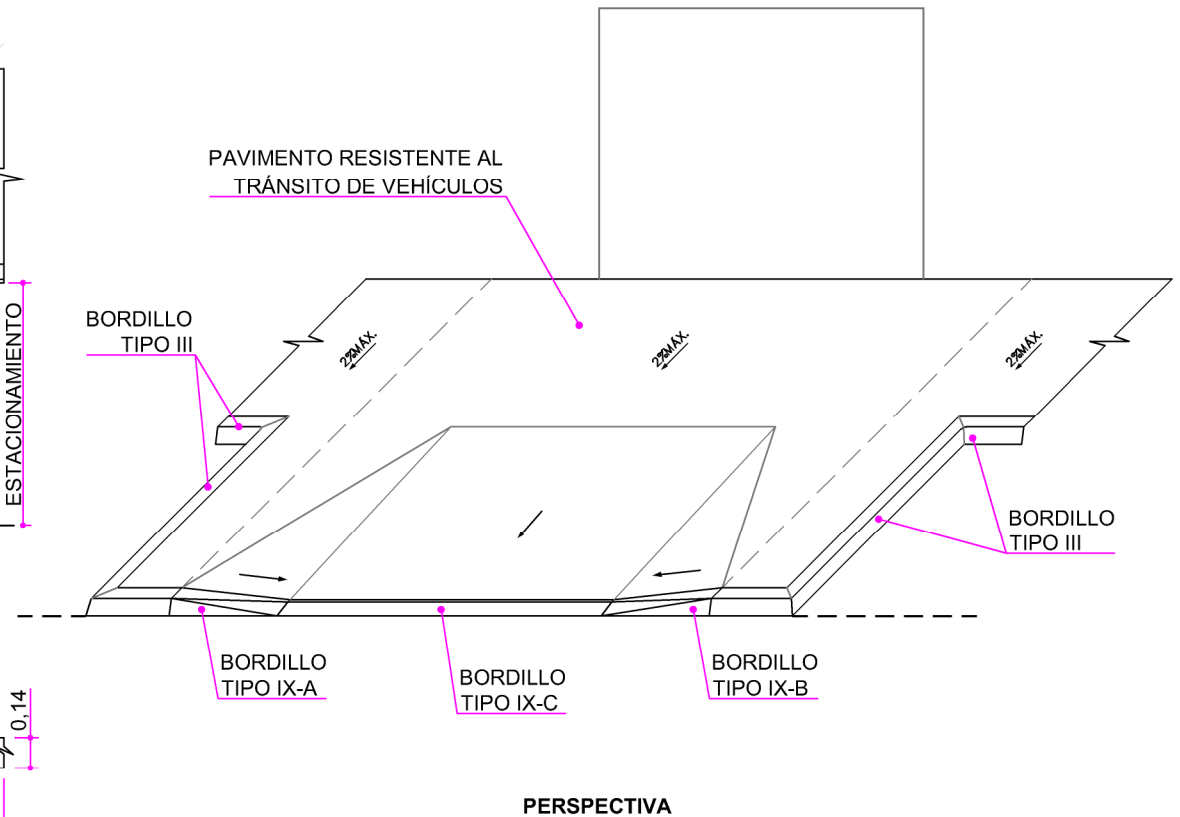 PAVIMENTO RESISTENTE AL
TRÁNSITO DE VEHÍCULOS
ESTACIONAMIENTO
BORDILLO
TIPO III
2%MÁX.
2%MÁX.
2%MÁX.
BORDILLO
TIPO III
BORDILLO
TIPO IX-A
BORDILLO
TIPO IX-C
BORDILLO
TIPO IX-B
0,14
PERSPECTIVA